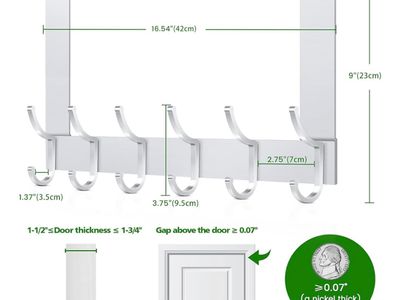 16.54"(42cm)
9"(23cm)
2.75"(7cm)
1.37"(3.5cm)
3.75"(9.5cm)
1-1/2"≤Door thickness ≤ 1-3/4"
Gap above the door ≥ 0.07"
≥0.07"
(a nickel thick)